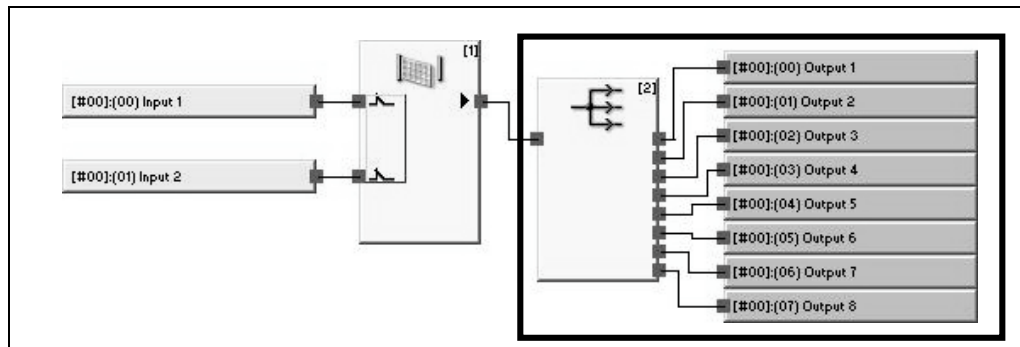 [1]
[#00]:(00) Input 1
[#00]:(01) Input 2
[2]
[#00]:(00) Output 1
[#00]:(01) Output 2
[#00]:(02) Output 3
[#00]:(03) Output 4
[#00]:(04) Output 5
[#00]:(05) Output 6
[#00]:(06) Output 7
[#00]:(07) Output 8